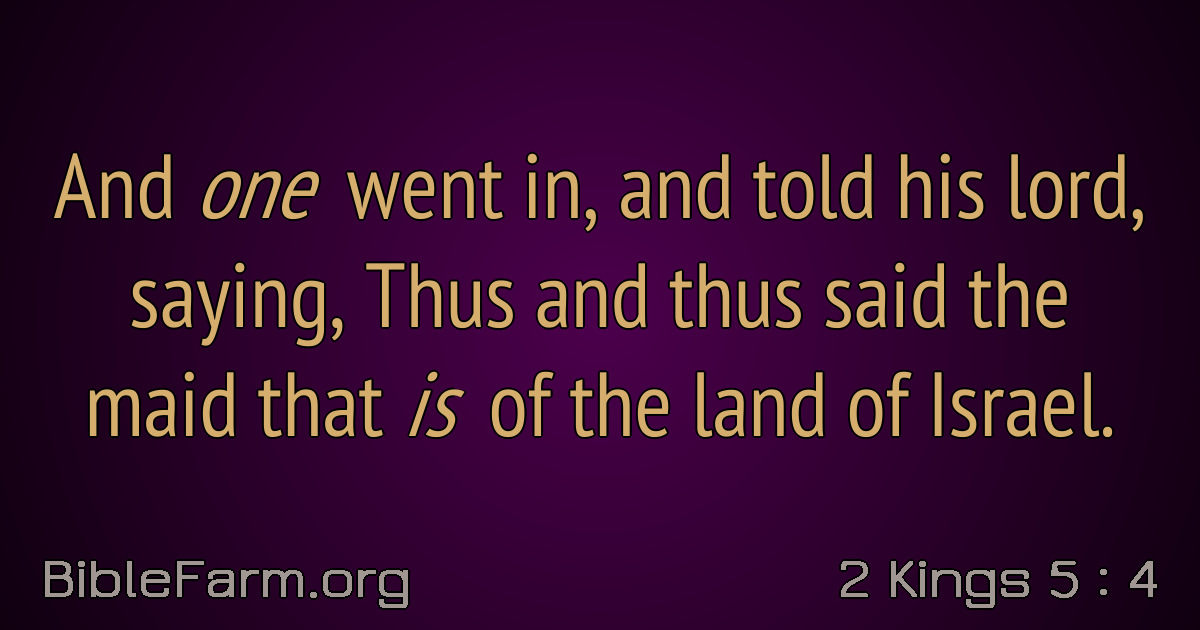 And one went in, and told his lord,
saying, Thus and thus said the
maid that is of the land of Israel.
BibleFarm.org
2 Kings 5 : 4